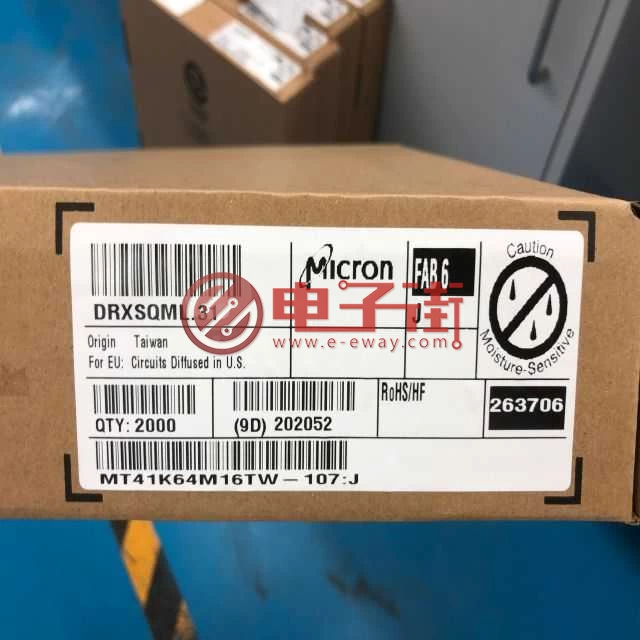 Micron
FAB 6
Caution
Moisture-Sensitive
DRXSQML.31
J
电子街
e-eway.com
Origin Taiwan
For EU: Circuits Diffused in U.S.
RoHS/HF
QTY: 2000
(9D) 202052
263706
MT41K64M16TW-107:J